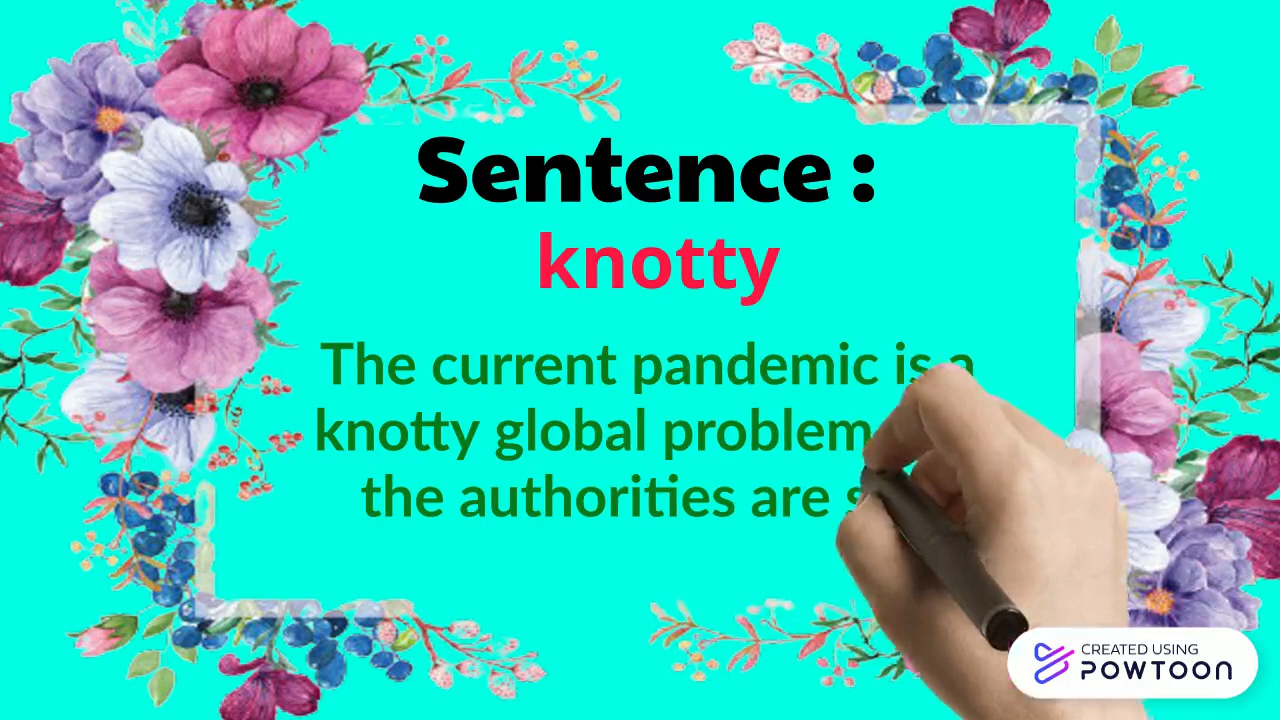 Sentence :
knotty
The current pandemic is a
knotty global problem
the authorities are
CREATED USING
POWTOON